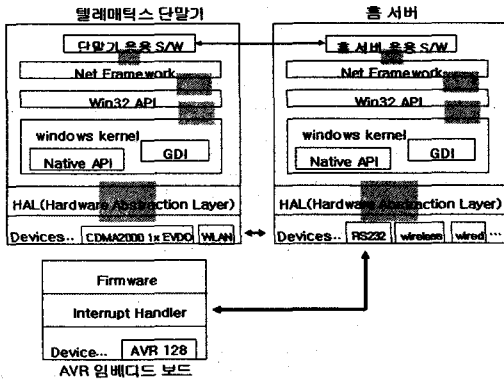 텔레매틱스 단말기
단말기 응용 S/W
Net Framework
Win32 API
windows kernel
GDI
Native API
HAL(Hardware Abstraction Layer)
Devices... CDMA2000 1x EVDO WLAN
홈 서버
홈 서버 응용 S/W
Net Framework
Win32 API
windows kernel
GDI
Native API
HAL(Hardware Abstraction Layer)
Devices... RS232 wireless wired ...
Firmware
Interrupt Handler
Device... AVR 128
AVR 임베디드 보드